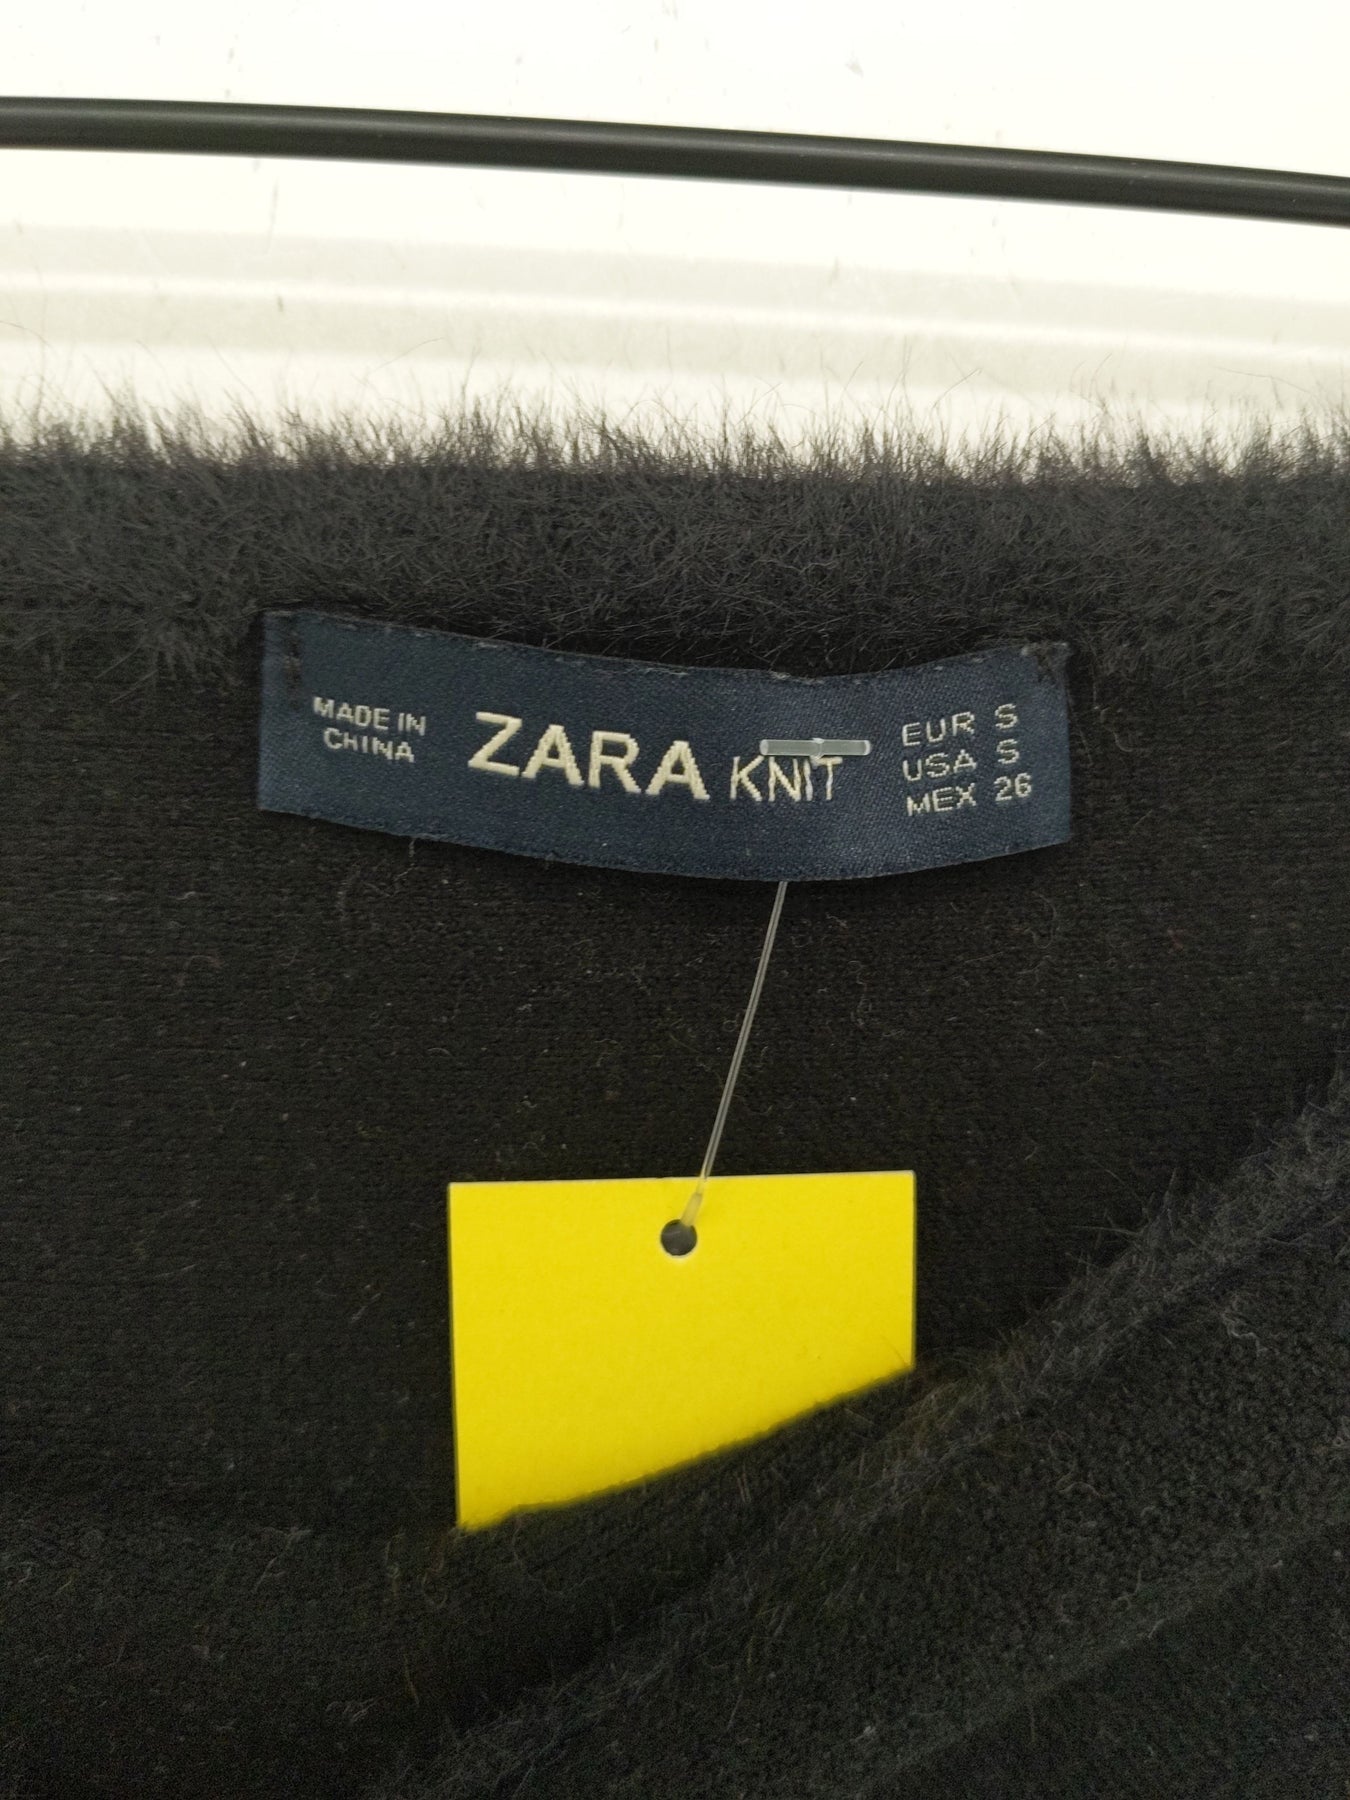 MADE IN
CHINA
ZARA KNIT
EUR S
USA S
MEX 26